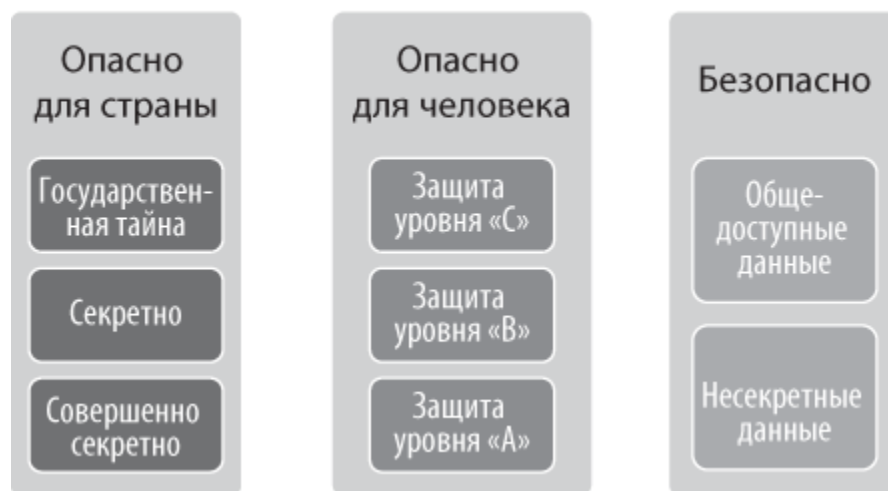 Опасно
для страны
Государствен-
ная тайна
Секретно
Совершенно
секретно
Опасно
для человека
Защита
уровня «С»
Защита
уровня «В»
Защита
уровня «А»
Безопасно
Обще-
доступные
данные
Несекретные
данные